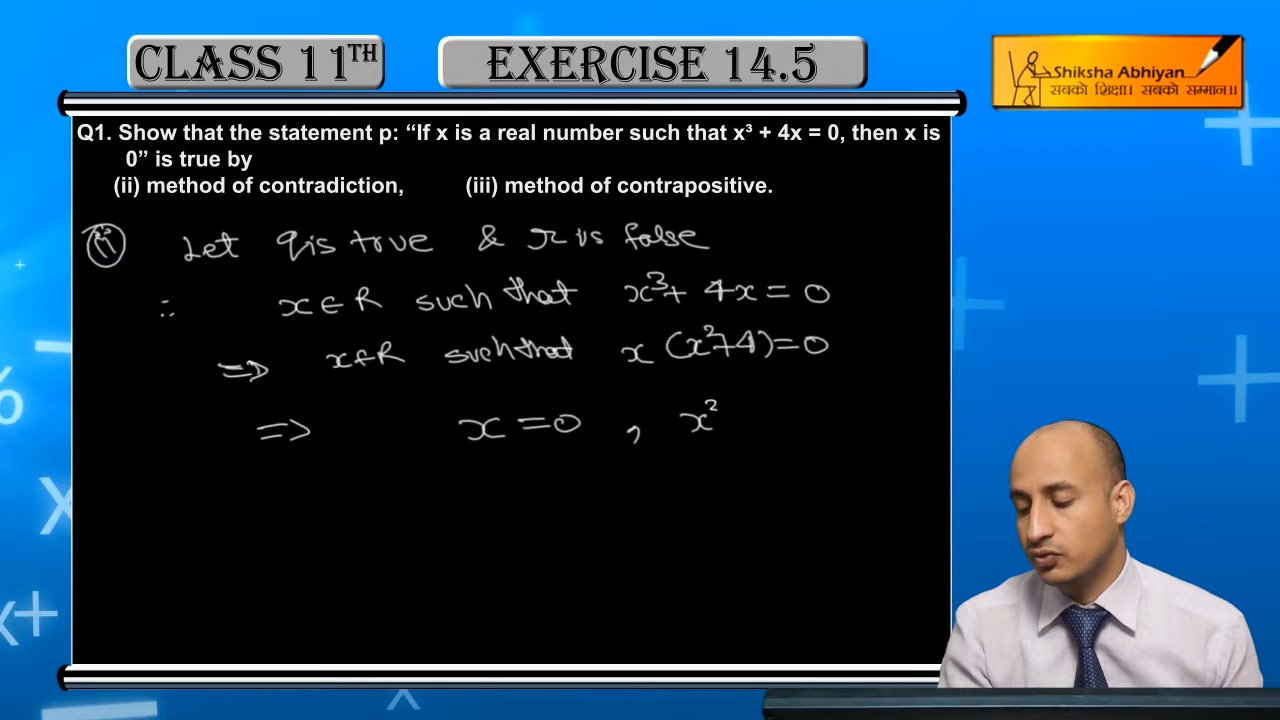 CLASS 11TH
EXERCISE 14.5
Shiksha Abhiyan
सबको शिक्षा। सबको सम्मान॥
Q1. Show that the statement p: “If x is a real number such that x³ + 4x = 0, then x is
0” is true by
(ii) method of contradiction, (iii) method of contrapositive.
(ii) Let q is true & r is false
∴ x ∈ R such that x³ + 4x = 0
⇒ x ∈ R such that x (x²+4) = 0
⇒ x = 0 , x²